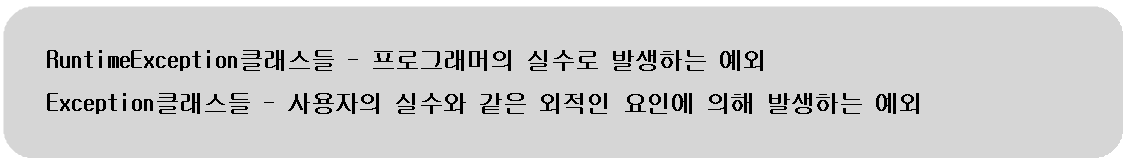 RuntimeException클래스들 - 프로그래머의 실수로 발생하는 예외
Exception클래스들 - 사용자의 실수와 같은 외적인 요인에 의해 발생하는 예외